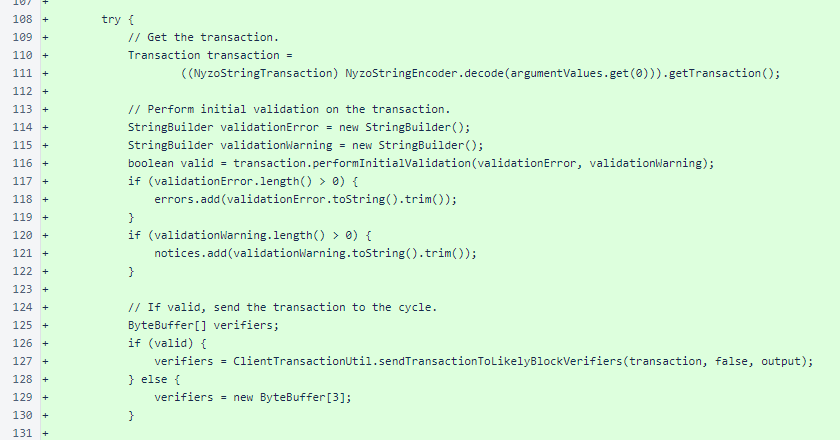 107 +
108 + try {
109 + // Get the transaction.
110 + Transaction transaction =
111 + ((NyzoStringTransaction) NyzoStringEncoder.decode(argumentValues.get(0))).getTransaction();
112 +
113 + // Perform initial validation on the transaction.
114 + StringBuilder validationError = new StringBuilder();
115 + StringBuilder validationWarning = new StringBuilder();
116 + boolean valid = transaction.performInitialValidation(validationError, validationWarning);
117 + if (validationError.length() > 0) {
118 + errors.add(validationError.toString().trim());
119 + }
120 + if (validationWarning.length() > 0) {
121 + notices.add(validationWarning.toString().trim());
122 + }
123 +
124 + // If valid, send the transaction to the cycle.
125 + ByteBuffer[] verifiers;
126 + if (valid) {
127 + verifiers = ClientTransactionUtil.sendTransactionToLikelyBlockVerifiers(transaction, false, output);
128 + } else {
129 + verifiers = new ByteBuffer[3];
130 + }
131 +